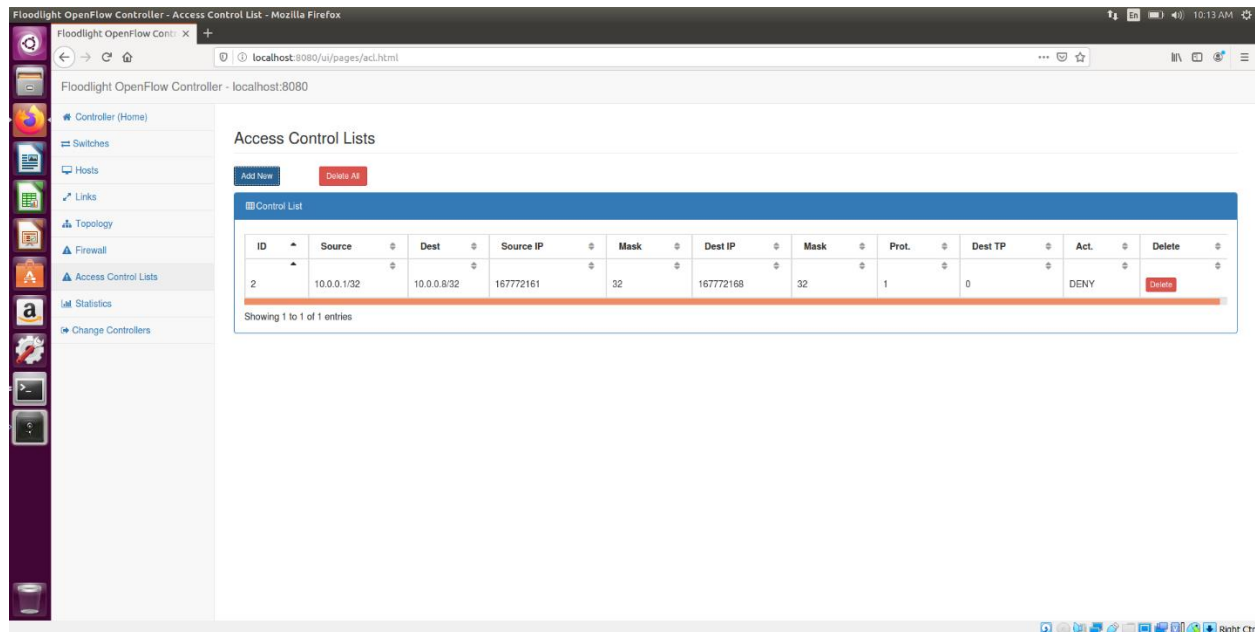 Floodlight OpenFlow Controller - Access Control List - Mozilla Firefox
En 10:13 AM
Floodlight OpenFlow Cont
localhost:8080/ui/pages/acl.html
Floodlight OpenFlow Controller - localhost:8080
Controller (Home)
Switches
Hosts
Links
Topology
Firewall
Access Control Lists
Statistics
Change Controllers
Access Control Lists
Add New Delete All
Control List
ID Source Dest Source IP Mask Dest IP Mask Prot. Dest TP Act. Delete
2 10.0.0.1/32 10.0.0.8/32 167772161 32 167772168 32 1 0 DENY Delete
Showing 1 to 1 of 1 entries
Right Ctrl